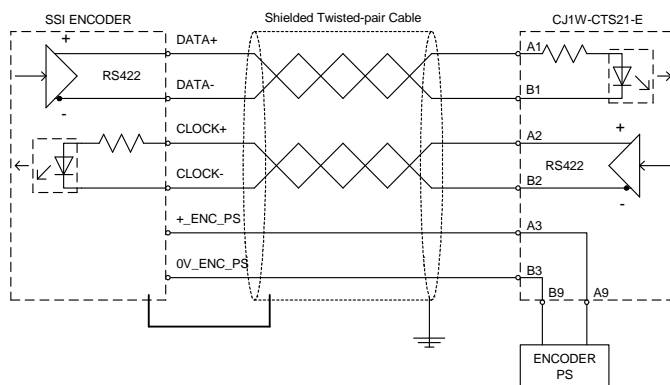 SSI ENCODER
Shielded Twisted-pair Cable
CJ1W-CTS21-E
+
RS422
-
DATA+
DATA-
A1
B1
CLOCK+
CLOCK-
A2
B2
+
RS422
-
+_ENC_PS
0V_ENC_PS
A3
B3
B9
A9
ENCODER
PS